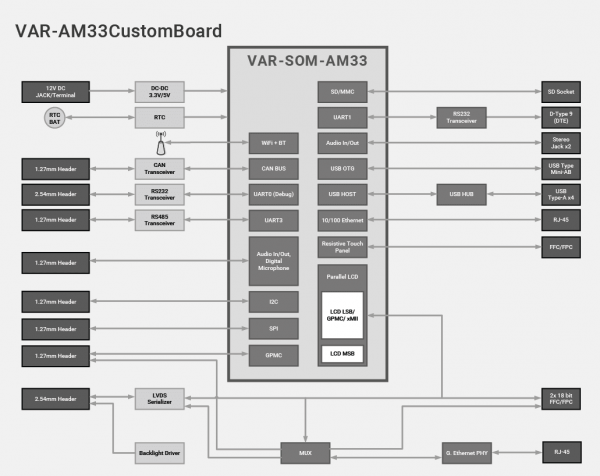 VAR-AM33CustomBoard
VAR-SOM-AM33
12V DC
JACK/Terminal
DC-DC
3.3V/5V
SD/MMC
SD Socket
RTC
BAT
RTC
UART1
RS232
Transceiver
D-Type 9
(DTE)
WiFi + BT
Audio In/Out
Stereo
Jack x2
1.27mm Header
CAN
Transceiver
CAN BUS
USB OTG
USB Type
Mini-AB
2.54mm Header
RS232
Transceiver
UART0 (Debug)
USB HOST
USB HUB
USB
Type-A x4
1.27mm Header
RS485
Transceiver
UART3
10/100 Ethernet
RJ-45
Resistive Touch
Panel
FFC/FPC
1.27mm Header
Audio In/Out,
Digital
Microphone
Parallel LCD
1.27mm Header
I2C
LCD LSB/
GPMC/ xMII
1.27mm Header
SPI
1.27mm Header
GPMC
LCD MSB
2.54mm Header
LVDS
Serializer
2x 18 bit
FFC/FPC
Backlight Driver
MUX
G. Ethernet PHY
RJ-45